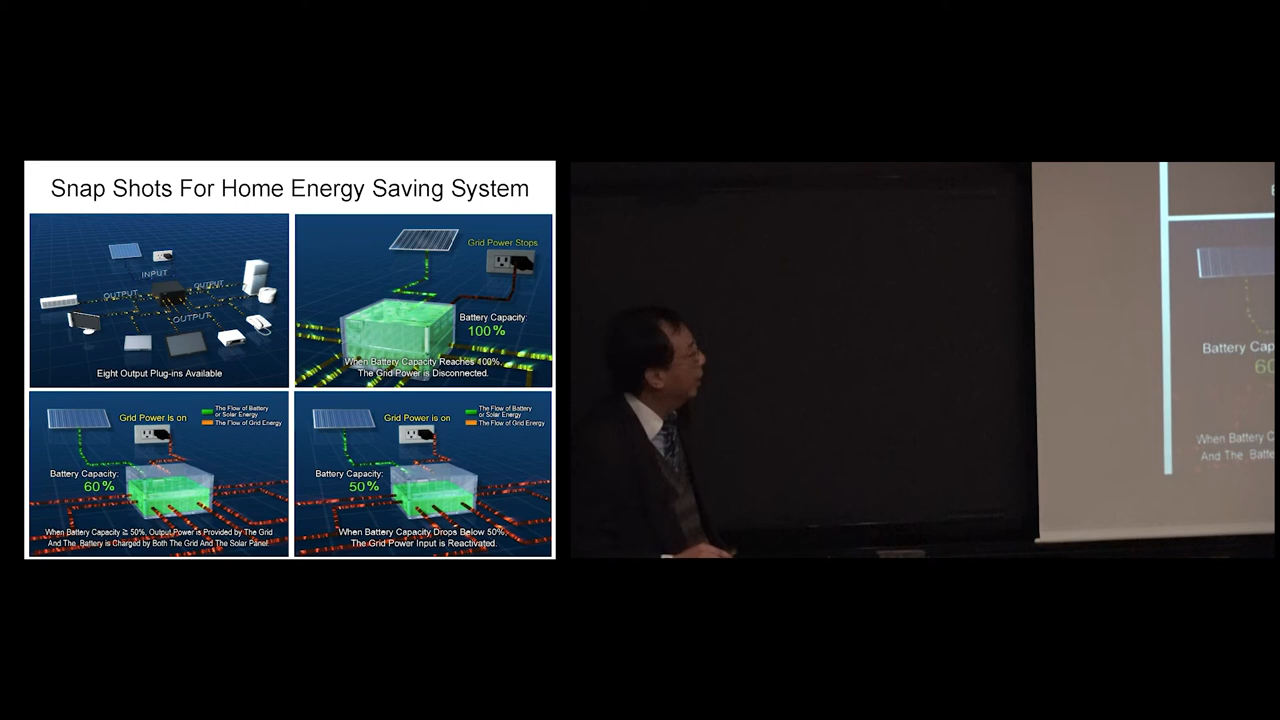 Snap Shots For Home Energy Saving System
INPUT
OUTPUT
OUTPUT
OUTPUT
Eight Output Plug-ins Available
Grid Power Stops
Battery Capacity:
100%
When Battery Capacity Reaches 100%,
The Grid Power is Disconnected.
Grid Power is on
The Flow of Battery
or Solar Energy
The Flow of Grid Energy
Battery Capacity:
60%
When Battery Capacity ≧ 50%, Output Power is Provided by The Grid
And The Battery is Charged by Both The Grid And The Solar Panel.
Grid Power is on
The Flow of Battery
or Solar Energy
The Flow of Grid Energy
Battery Capacity:
50%
When Battery Capacity Drops Below 50%,
The Grid Power Input is Reactivated.
Battery Cap
60
When Battery C
And The Batte